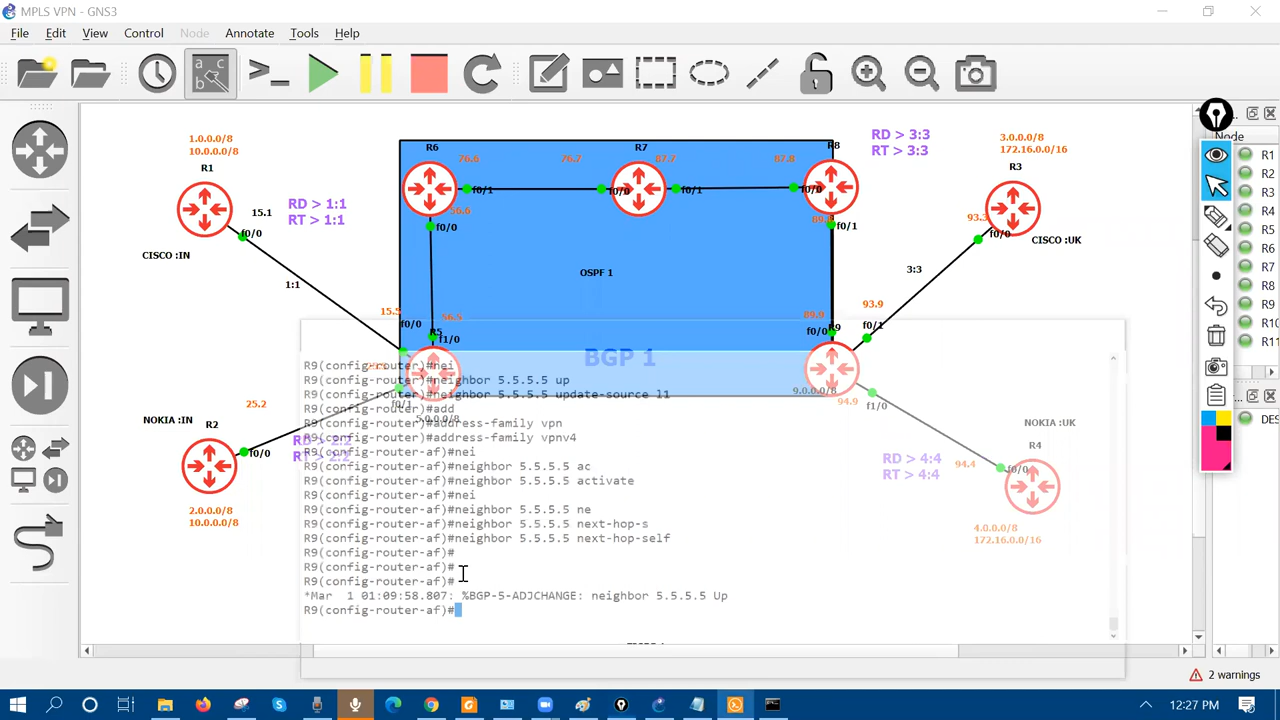 MPLS VPN - GNS3
File Edit View Control Node Annotate Tools Help
1.0.0.0/8
10.0.0.0/8
R1
RD > 1:1
RT > 1:1
15.1
f0/0
CISCO :IN
1:1
R6
76.6
f0/1
56.6
f0/0
76.7
R7
f0/0
87.7
f0/1
87.8
R8
f0/0
f0/1
RD > 3:3
RT > 3:3
3.0.0.0/8
172.16.0.0/16
R3
93.3
f0/0
CISCO :UK
3:3
OSPF 1
f0/0
56.5
R5
f1/0
f0/1
5.0.0.0/8
BGP 1
89.9
f0/0
R9
f0/1
93.9
9.0.0.0/8
94.9
f1/0
NOKIA :IN
25.2
R2
f0/0
2.0.0.0/8
10.0.0.0/8
NOKIA :UK
R4
RD > 4:4
RT > 4:4
94.4
f0/0
4.0.0.0/8
172.16.0.0/16
R9(config-router)#nei
R9(config-router)#neighbor 5.5.5.5 up
R9(config-router)#neighbor 5.5.5.5 update-source l1
R9(config-router)#add
R9(config-router)#address-family vpn
R9(config-router)#address-family vpnv4
R9(config-router-af)#nei
R9(config-router-af)#neighbor 5.5.5.5 ac
R9(config-router-af)#neighbor 5.5.5.5 activate
R9(config-router-af)#nei
R9(config-router-af)#neighbor 5.5.5.5 ne
R9(config-router-af)#neighbor 5.5.5.5 next-hop-s
R9(config-router-af)#neighbor 5.5.5.5 next-hop-self
R9(config-router-af)#
R9(config-router-af)#
R9(config-router-af)#
*Mar 1 01:09:58.807: %BGP-5-ADJCHANGE: neighbor 5.5.5.5 Up
R9(config-router-af)#
Node
R1
R2
R3
R4
R5
R6
R7
R8
R9
R10
R11
2 warnings
12:27 PM